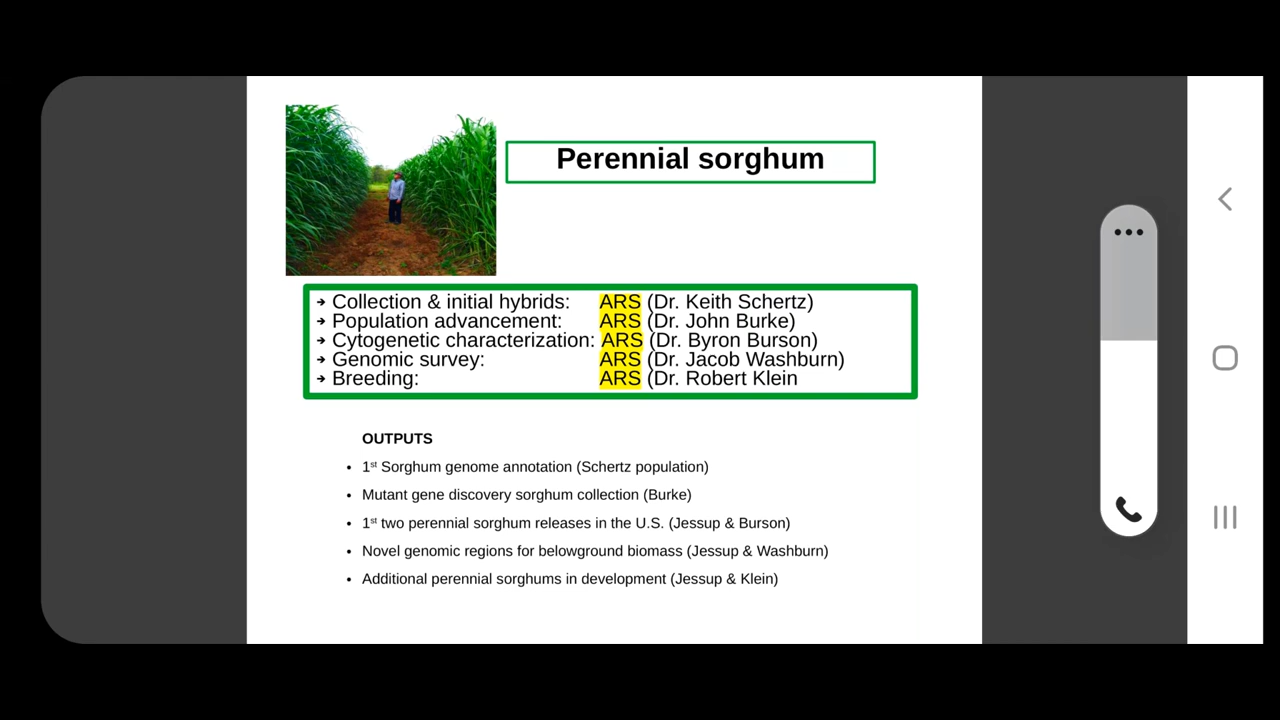 Perennial sorghum
➔ Collection & initial hybrids: ARS (Dr. Keith Schertz)
➔ Population advancement: ARS (Dr. John Burke)
➔ Cytogenetic characterization: ARS (Dr. Byron Burson)
➔ Genomic survey: ARS (Dr. Jacob Washburn)
➔ Breeding: ARS (Dr. Robert Klein
OUTPUTS
• 1st Sorghum genome annotation (Schertz population)
• Mutant gene discovery sorghum collection (Burke)
• 1st two perennial sorghum releases in the U.S. (Jessup & Burson)
• Novel genomic regions for belowground biomass (Jessup & Washburn)
• Additional perennial sorghums in development (Jessup & Klein)